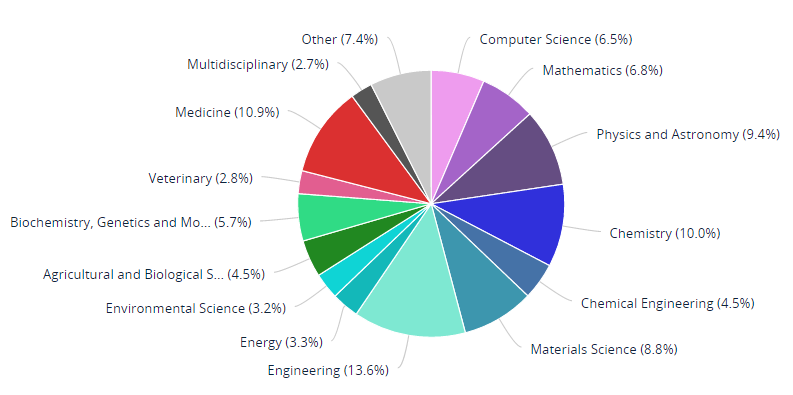 Other (7.4%)
Computer Science (6.5%)
Multidisciplinary (2.7%)
Mathematics (6.8%)
Medicine (10.9%)
Physics and Astronomy (9.4%)
Veterinary (2.8%)
Biochemistry, Genetics and Mo... (5.7%)
Chemistry (10.0%)
Agricultural and Biological S... (4.5%)
Environmental Science (3.2%)
Chemical Engineering (4.5%)
Energy (3.3%)
Materials Science (8.8%)
Engineering (13.6%)